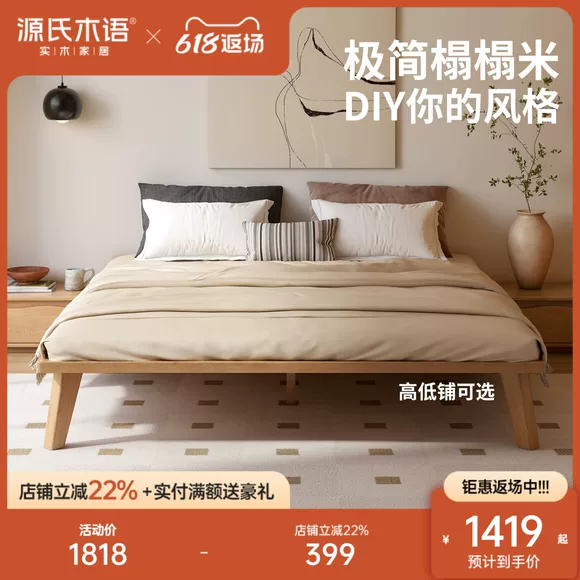 源氏木语®
实木家居
×
618返场
极简榻榻米
DIY你的风格
高低铺可选
店铺立减22% +实付满额送豪礼
钜惠返场中!!!
活动价
1818
-
店铺立减22%
399
¥ 1419 起
预计到手价